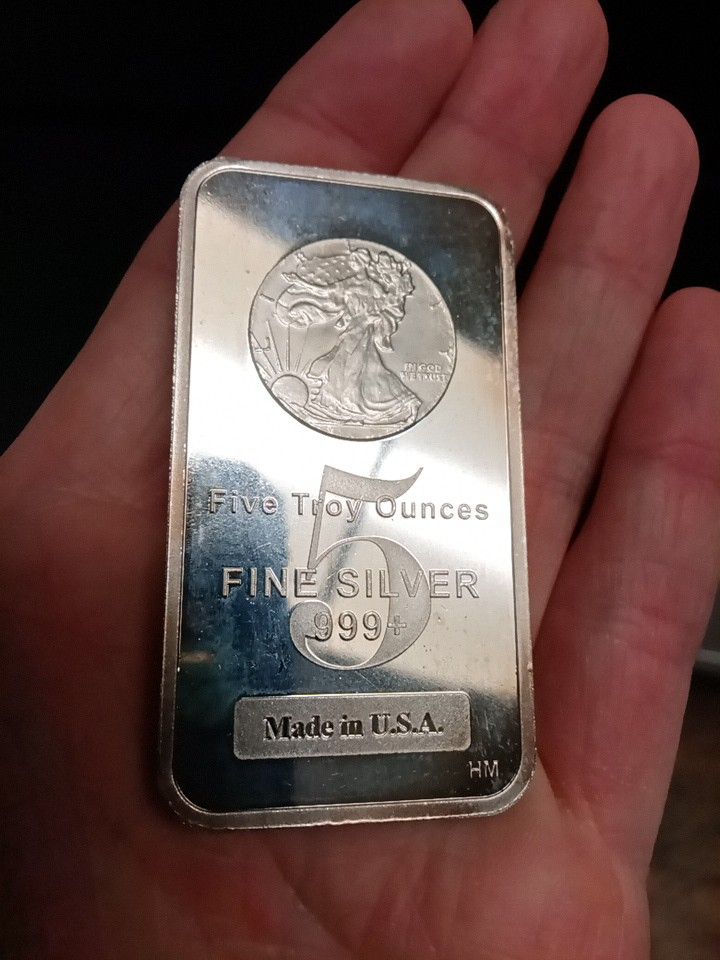 IN GOD
WE TRUST
Five Troy Ounces
5
FINE SILVER
999+
Made in U.S.A.
HM